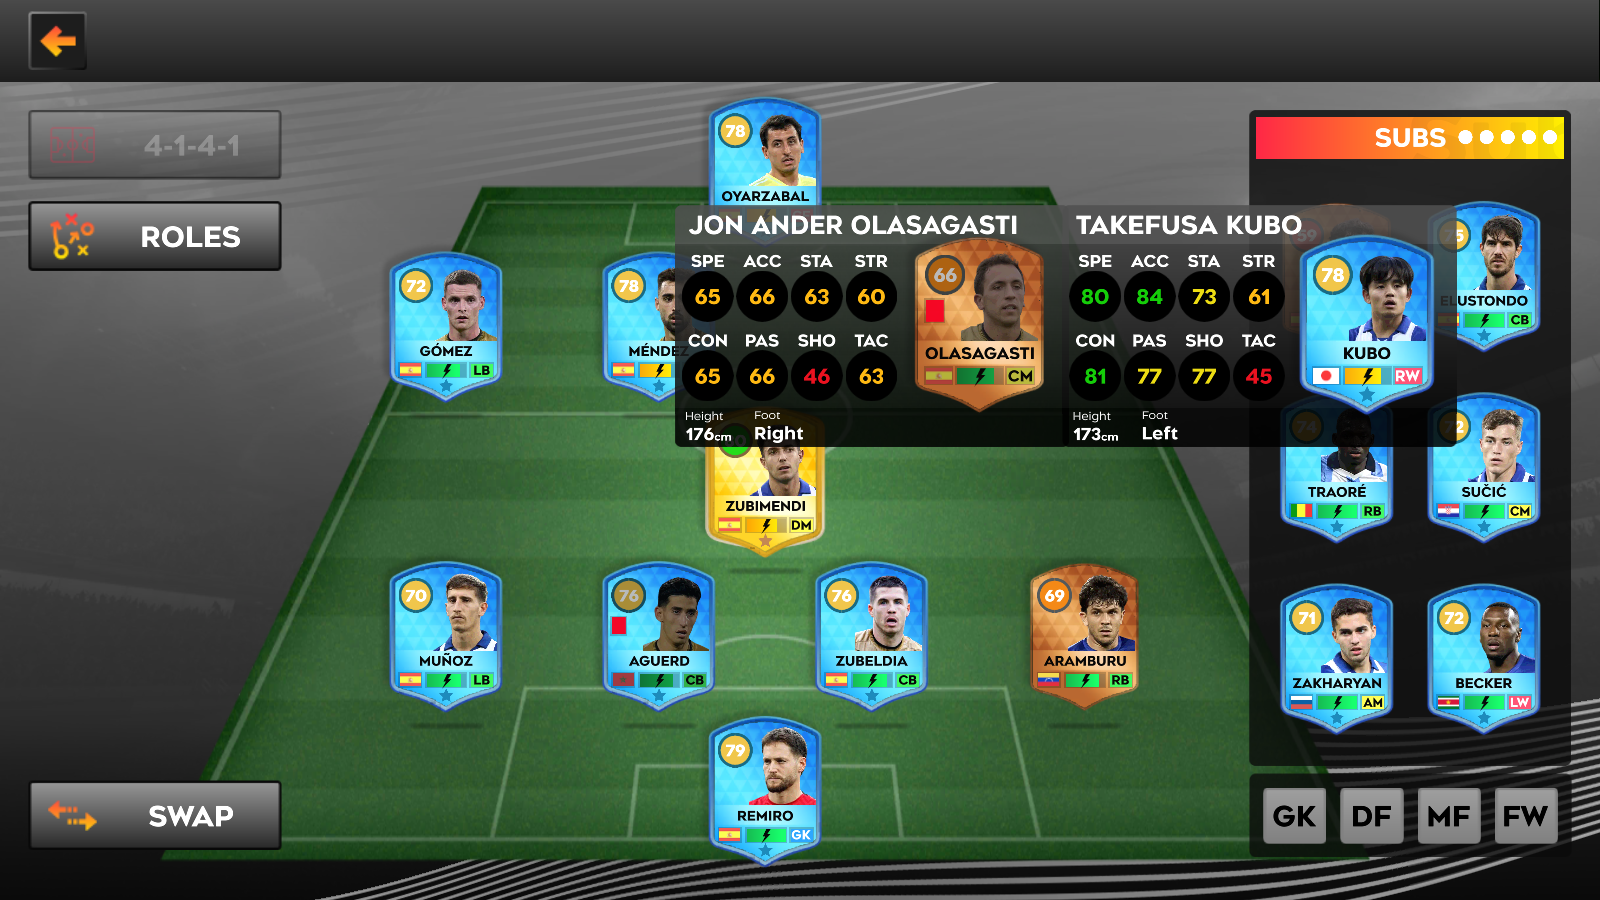 4-1-4-1
ROLES
SWAP
78
OYARZABAL
72
GÓMEZ
LB
78
MÉNDEZ
JON ANDER OLASAGASTI
SPE ACC STA STR
65 66 63 60
CON PAS SHO TAC
65 66 46 63
Height Foot
176cm Right
66
OLASAGASTI
CM
TAKEFUSA KUBO
SPE ACC STA STR
80 84 73 61
CON PAS SHO TAC
81 77 77 45
Height Foot
173cm Left
78
KUBO
RW
ZUBIMENDI
DM
70
MUÑOZ
LB
76
AGUERD
CB
76
ZUBELDIA
CB
69
ARAMBURU
RB
79
REMIRO
GK
SUBS
59
75
ELUSTONDO
CB
74
TRAORÉ
RB
72
SUČIĆ
CM
71
ZAKHARYAN
AM
72
BECKER
LW
GK DF MF FW